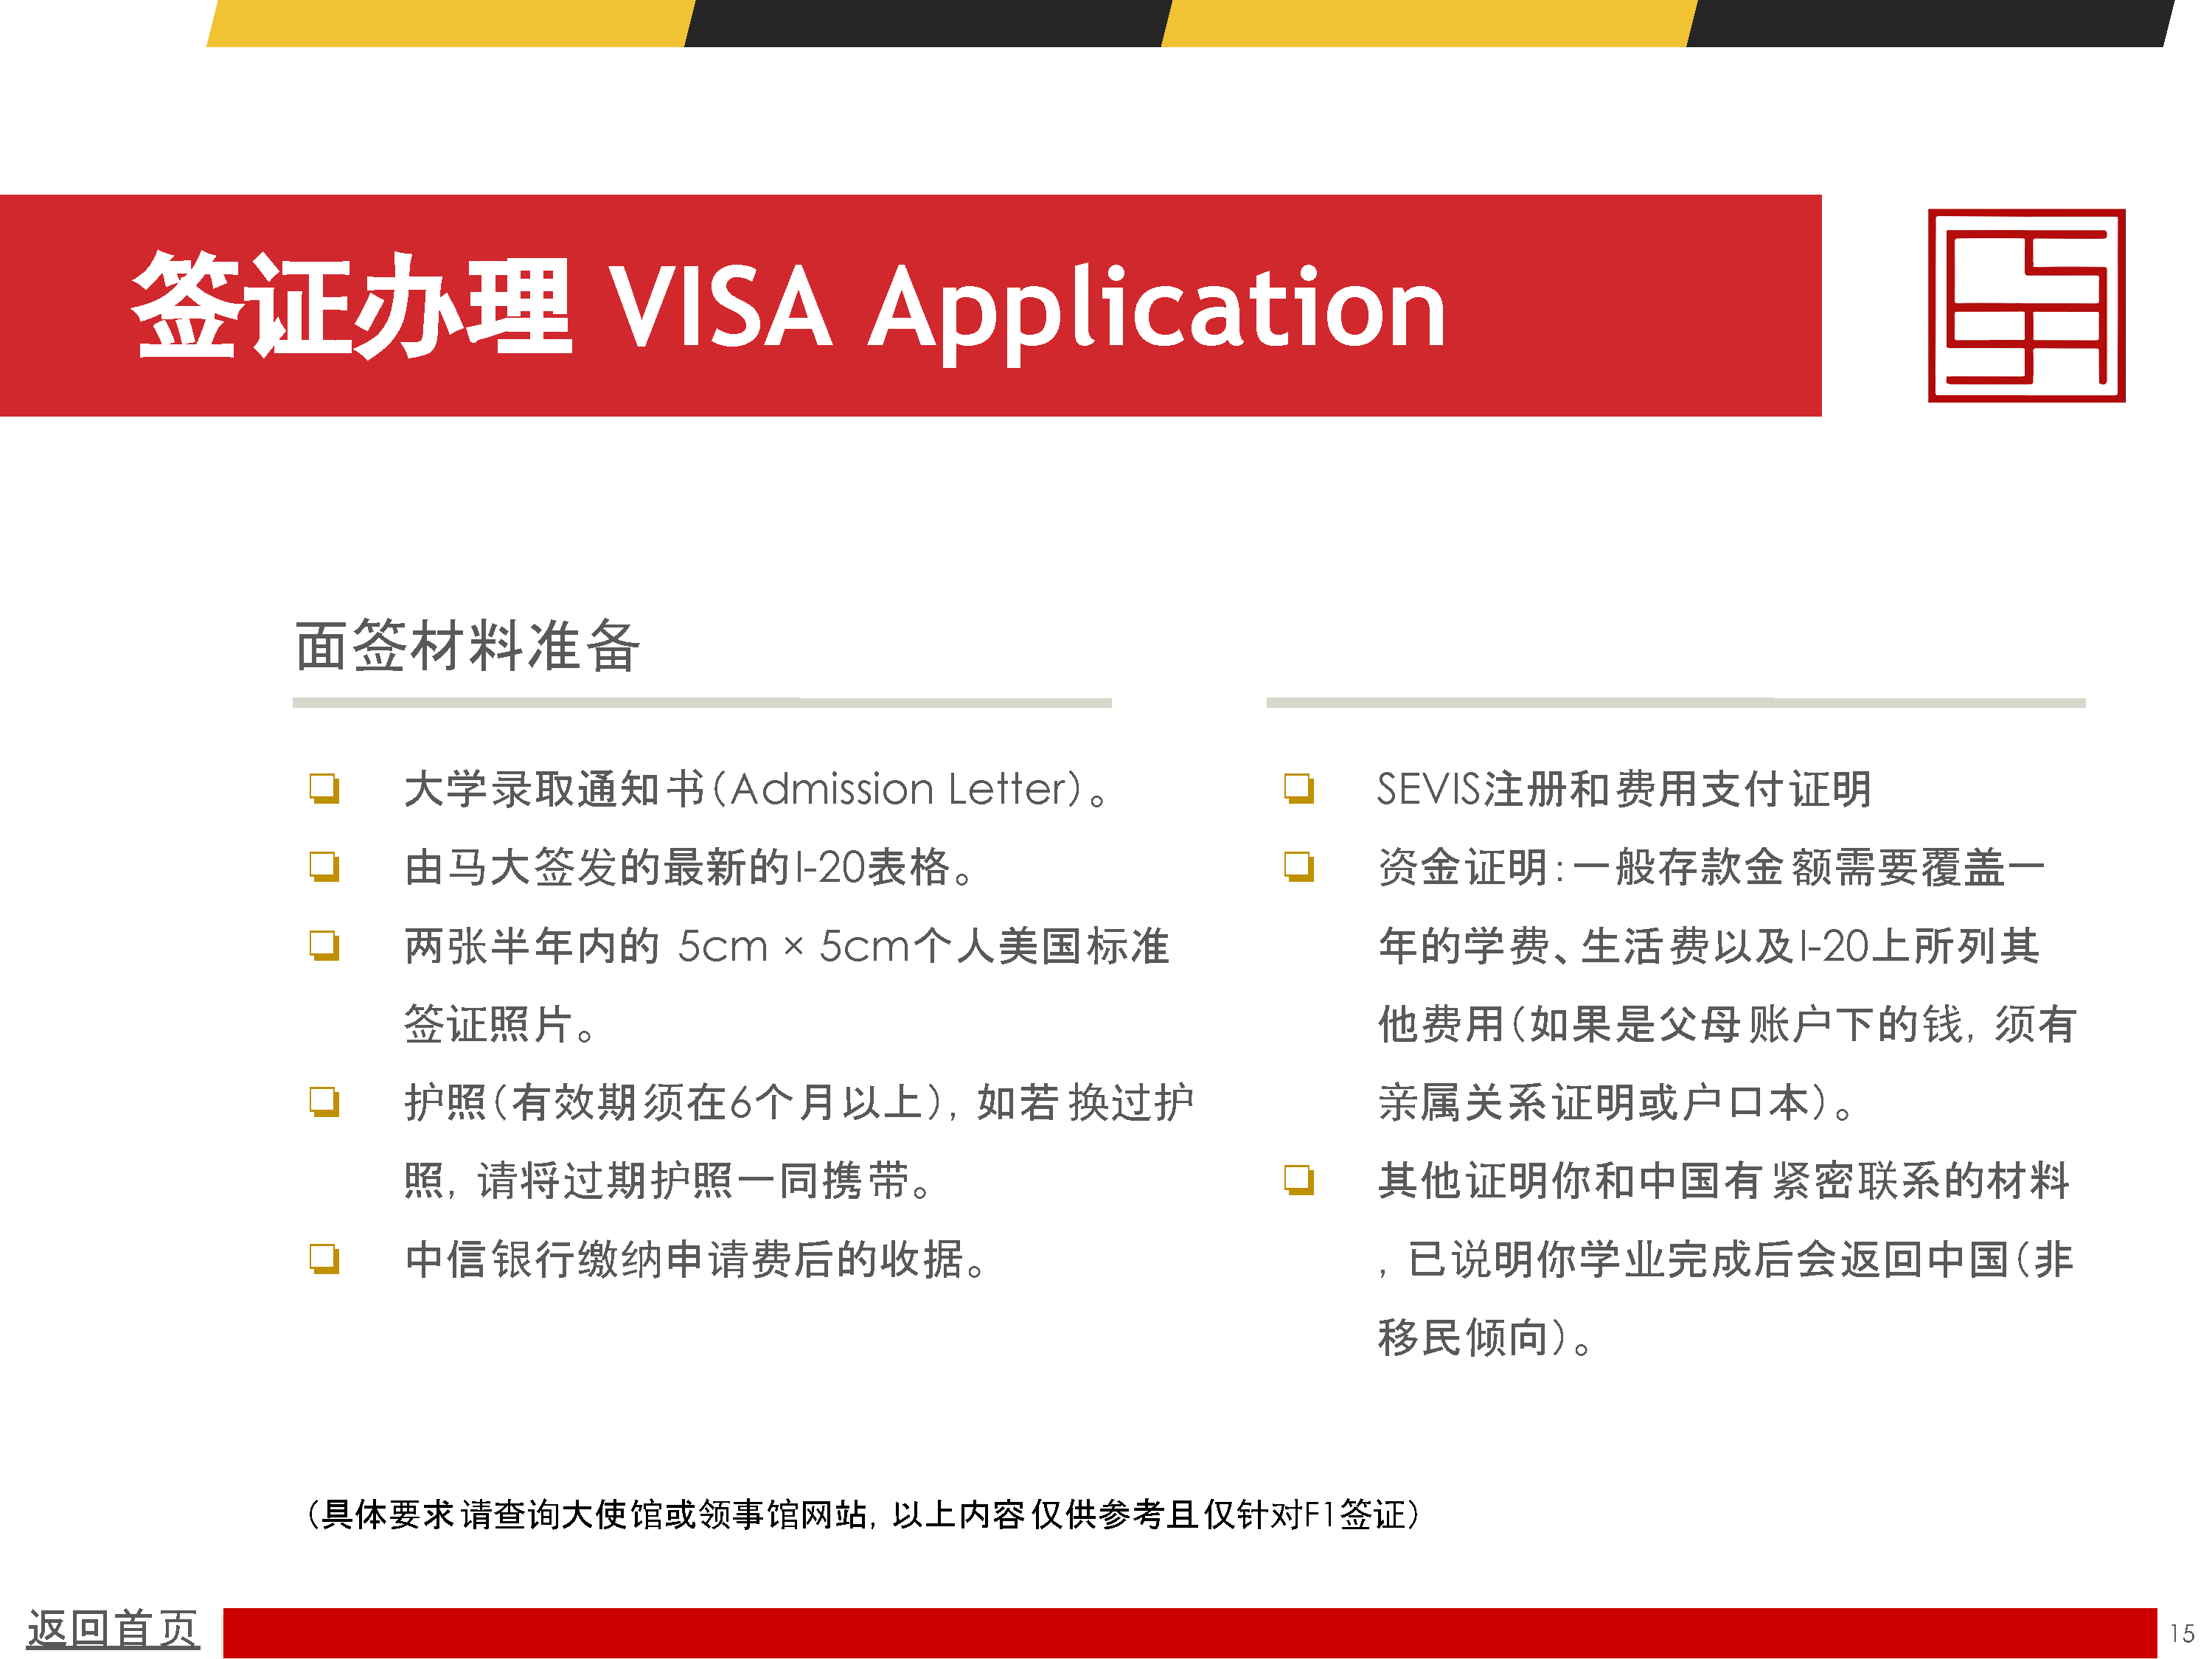 签证办理 VISA Application
面签材料准备
大学录取通知书（Admission Letter）。
由马大签发的最新的I-20表格。
两张半年内的 5cm × 5cm个人美国标准
签证照片。
护照（有效期须在6个月以上），如若换过护
照，请将过期护照一同携带。
中信银行缴纳申请费后的收据。
SEVIS注册和费用支付证明
资金证明：一般存款金额需要覆盖一
年的学费、生活费以及I-20上所列其
他费用（如果是父母账户下的钱，须有
亲属关系证明或户口本）。
其他证明你和中国有紧密联系的材料
，已说明你学业完成后会返回中国（非
移民倾向）。
（具体要求请查询大使馆或领事馆网站，以上内容仅供参考且仅针对F1签证）
返回首页
15